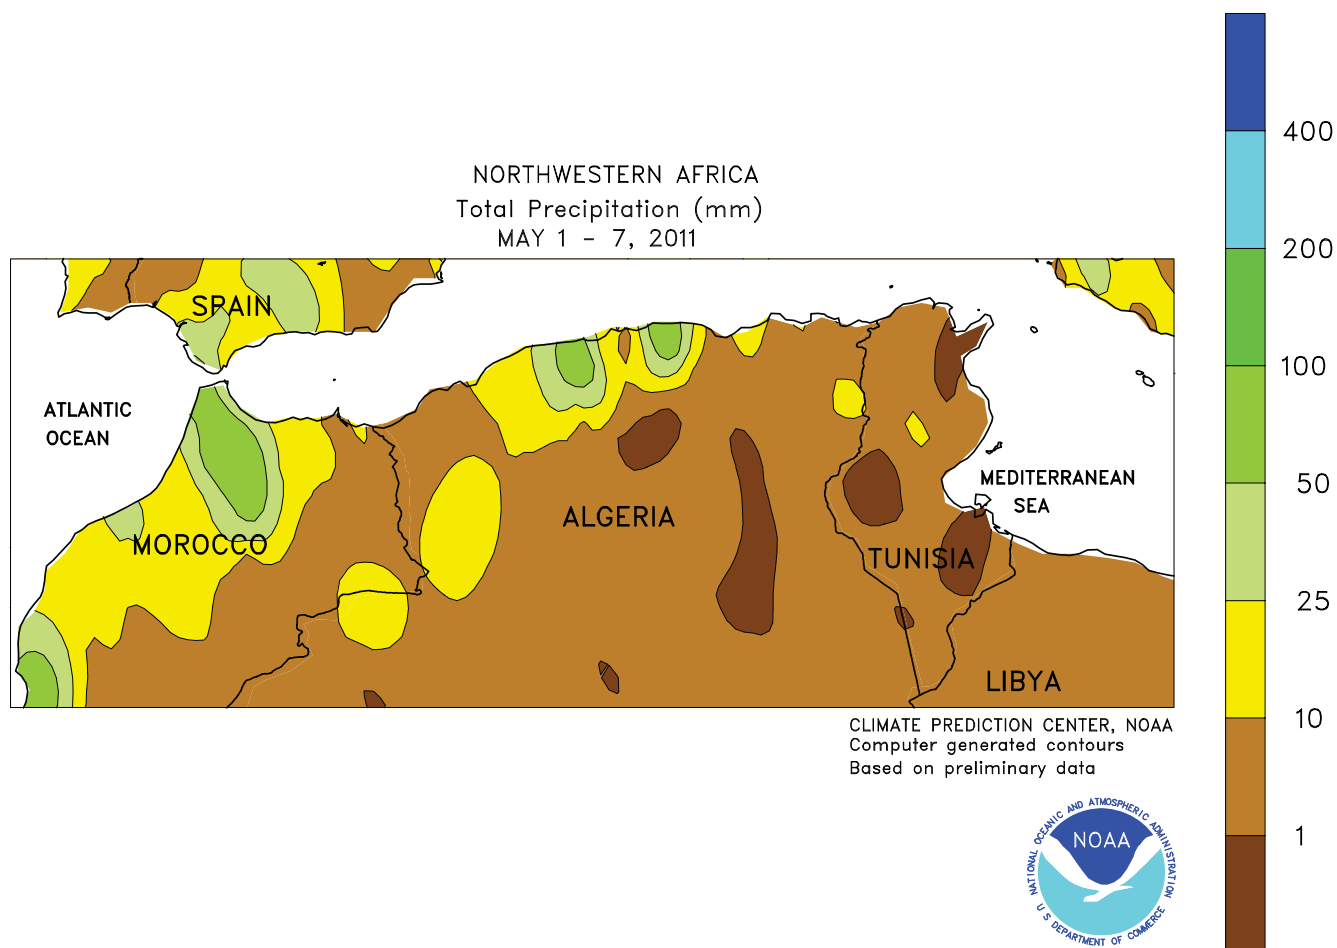 NORTHWESTERN AFRICA
Total Precipitation (mm)
MAY 1 - 7, 2011
SPAIN
ATLANTIC
OCEAN
MEDITERRANEAN
SEA
MOROCCO
ALGERIA
TUNISIA
LIBYA
CLIMATE PREDICTION CENTER, NOAA
Computer generated contours
Based on preliminary data
400
200
100
50
25
10
1
NATIONAL OCEANIC AND ATMOSPHERIC ADMINISTRATION
NOAA
U S DEPARTMENT OF COMMERCE